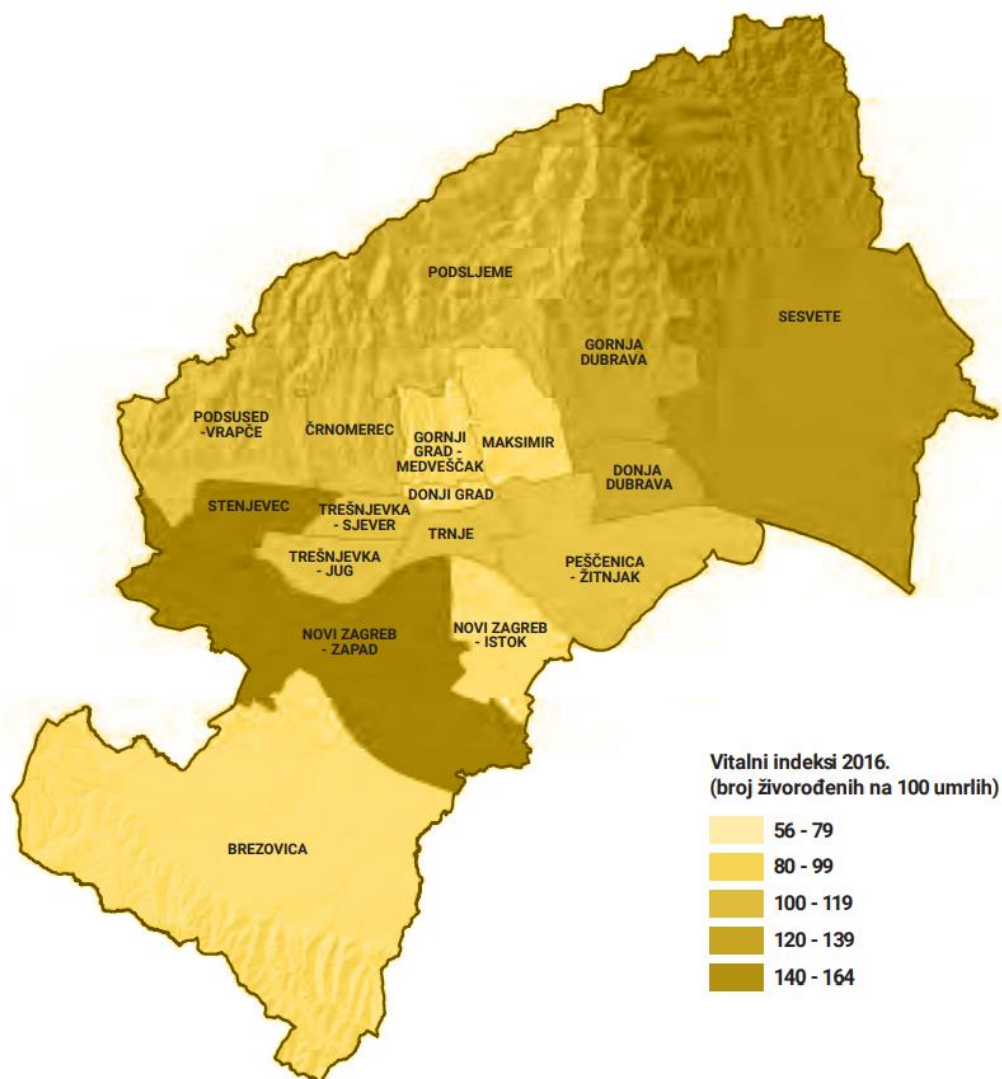 PODSLJEME
SESVETE
GORNJA
DUBRAVA
PODSUSED
-VRAPČE
ČRNOMEREC
GORNJI
GRAD -
MEDVEŠČAK
MAKSIMIR
DONJA
DUBRAVA
STENJEVEC
DONJI GRAD
TREŠNJEVKA
- SJEVER
TRNJE
TREŠNJEVKA
- JUG
PEŠČENICA
- ŽITNJAK
NOVI ZAGREB
- ZAPAD
NOVI ZAGREB
- ISTOK
BREZOVICA
Vitalni indeksi 2016.
(broj živorođenih na 100 umrlih)
56 - 79
80 - 99
100 - 119
120 - 139
140 - 164